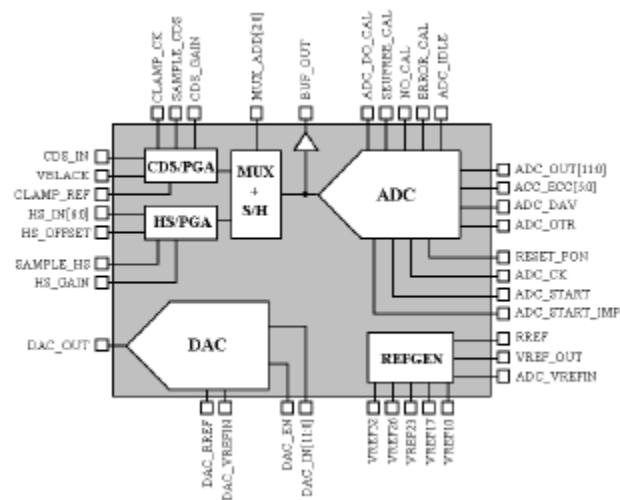 CLAMP_CK
SAMPLE_CDS
CDS_GAIN
MUX_ADD[2:0]
BUF_OUT
ADC_DO_CAL
SEUFREE_CAL
NO_CAL
ERROR_CAL
ADC_IDLE
CDS_IN
VBLACK
CLAMP_REF
HS_IN[6:0]
HS_OFFSET
SAMPLE_HS
HS_GAIN
CDS/PGA
HS/PGA
MUX
+
S/H
ADC
ADC_OUT[11:0]
ACC_ECC[5:0]
ADC_DAV
ADC_OTR
RESET_PON
ADC_CK
ADC_START
ADC_START_IMP
DAC_OUT
DAC
REFGEN
RREF
VREF_OUT
ADC_VREFIN
DAC_RREF
DAC_VREFIN
DAC_EN
DAC_IN[11:0]
VREF32
VREF26
VREF23
VREF17
VREF10